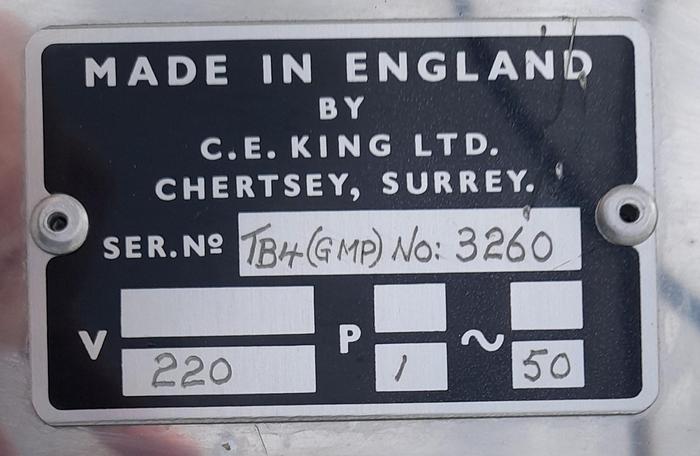 MADE IN ENGLAND
BY
C.E. KING LTD.
CHERTSEY, SURREY.
SER. Nº TB4 (GMP) No: 3260
V 220 P 1 ~ 50